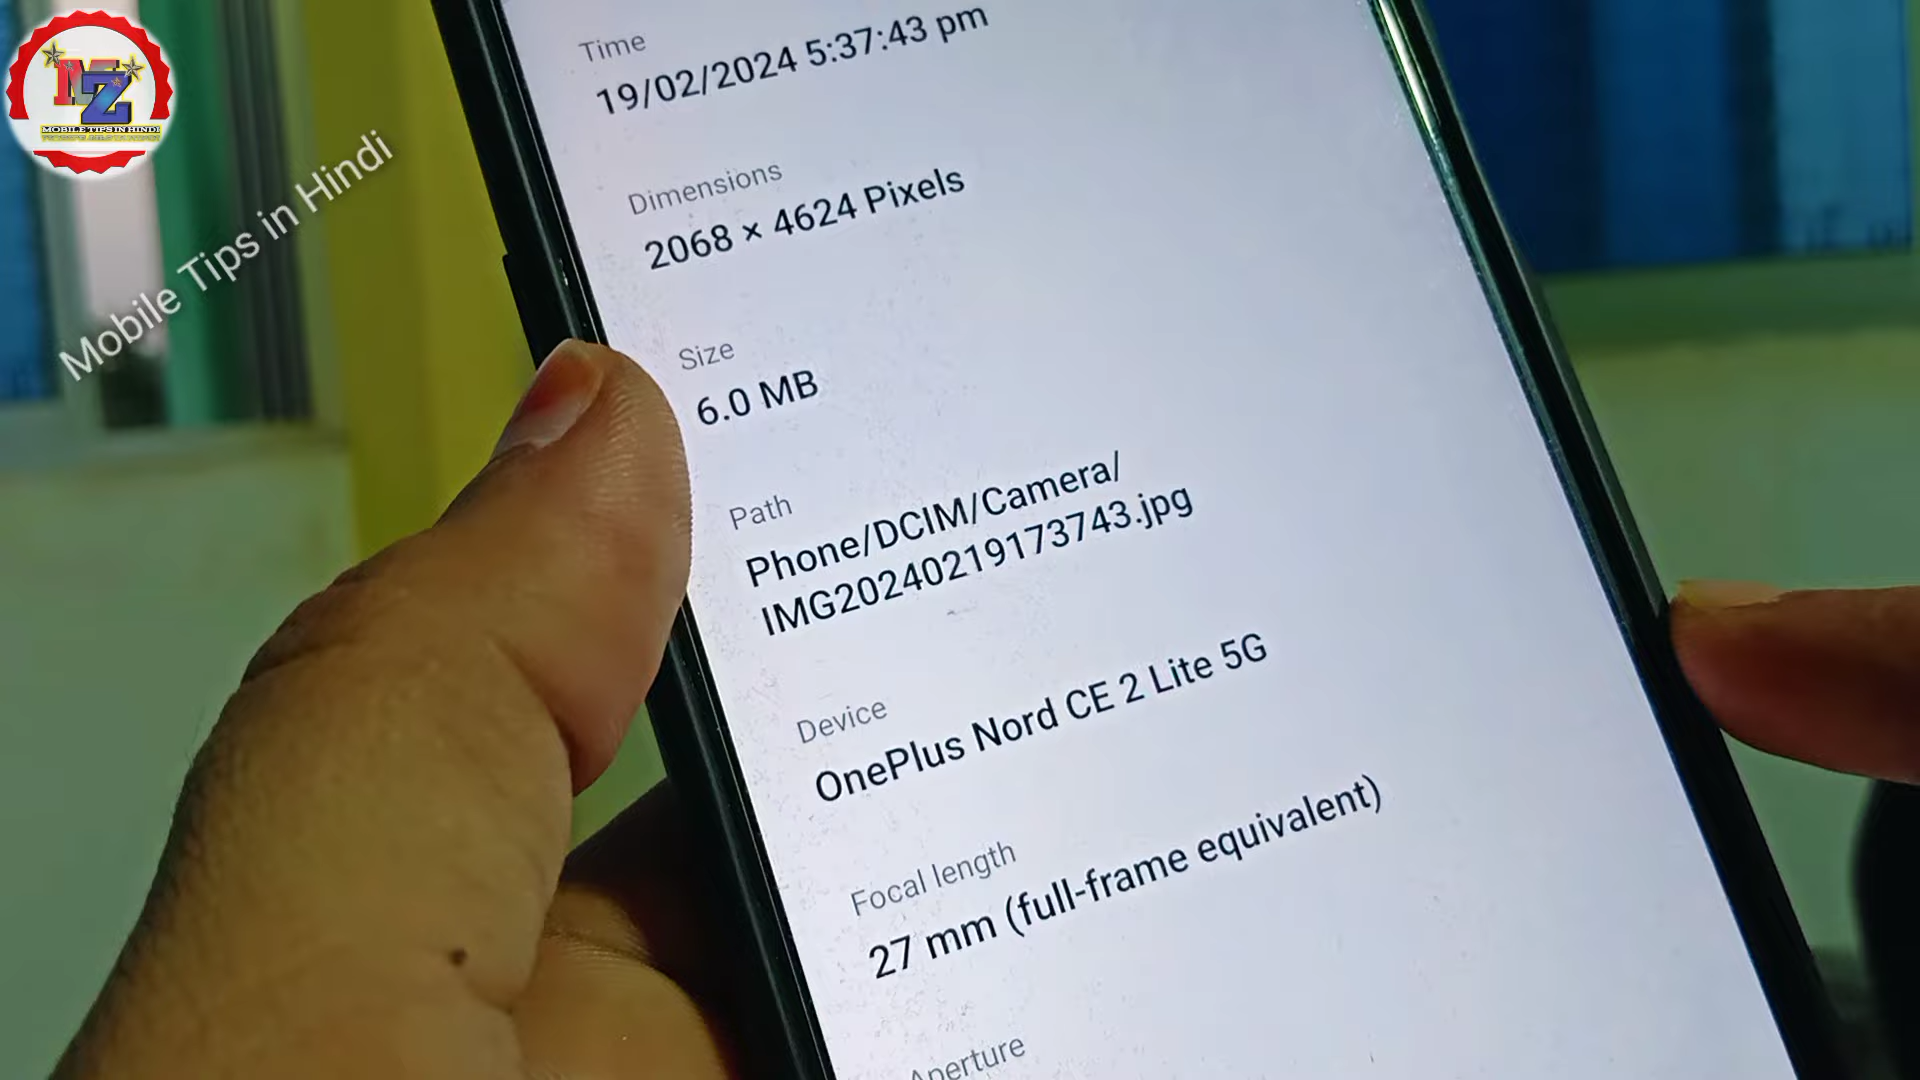 MZ
MOBILE TIPS IN HINDI
Mobile Tips in Hindi
Time
19/02/2024 5:37:43 pm
Dimensions
2068 × 4624 Pixels
Size
6.0 MB
Path
Phone/DCIM/Camera/
IMG20240219173743.jpg
Device
OnePlus Nord CE 2 Lite 5G
Focal length
27 mm (full-frame equivalent)
Aperture